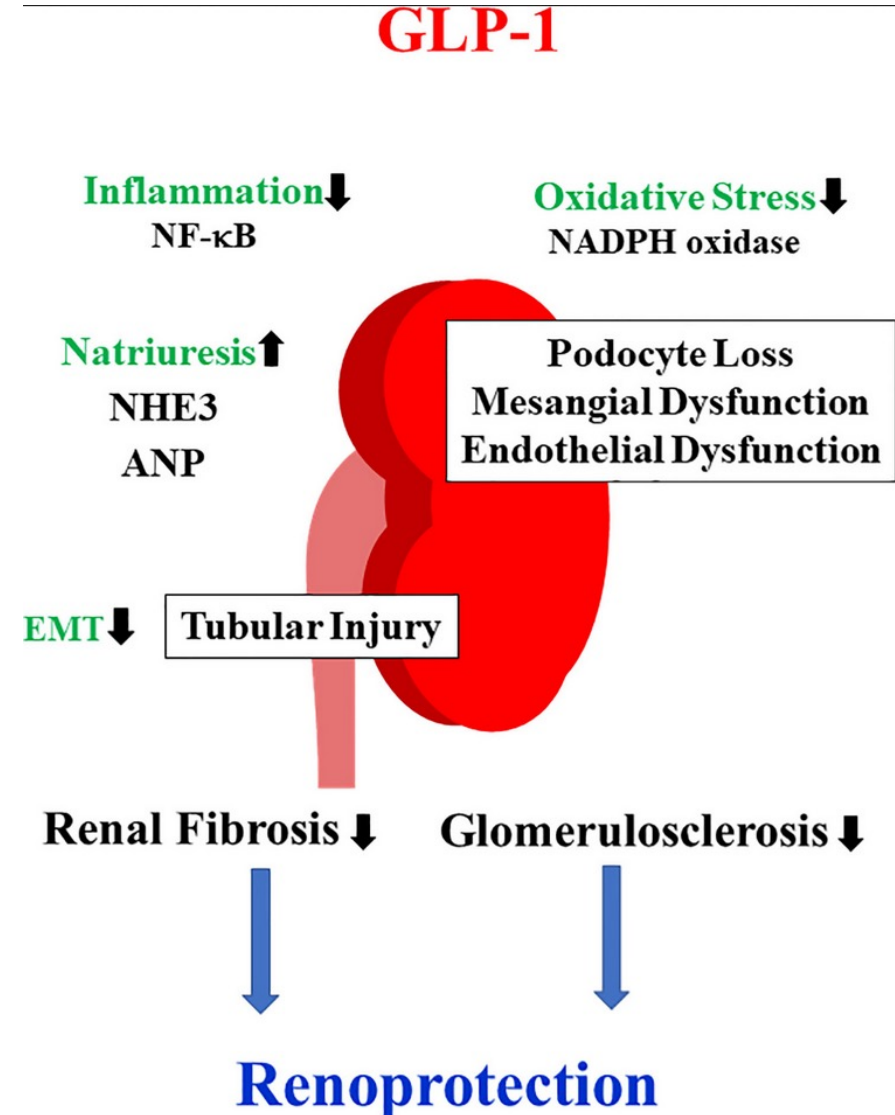 GLP-1
Inflammation⬇
NF-κB
Oxidative Stress⬇
NADPH oxidase
Natriuresis⬆
NHE3
ANP
Podocyte Loss
Mesangial Dysfunction
Endothelial Dysfunction
EMT⬇
Tubular Injury
Renal Fibrosis⬇
Glomerulosclerosis⬇
Renoprotection